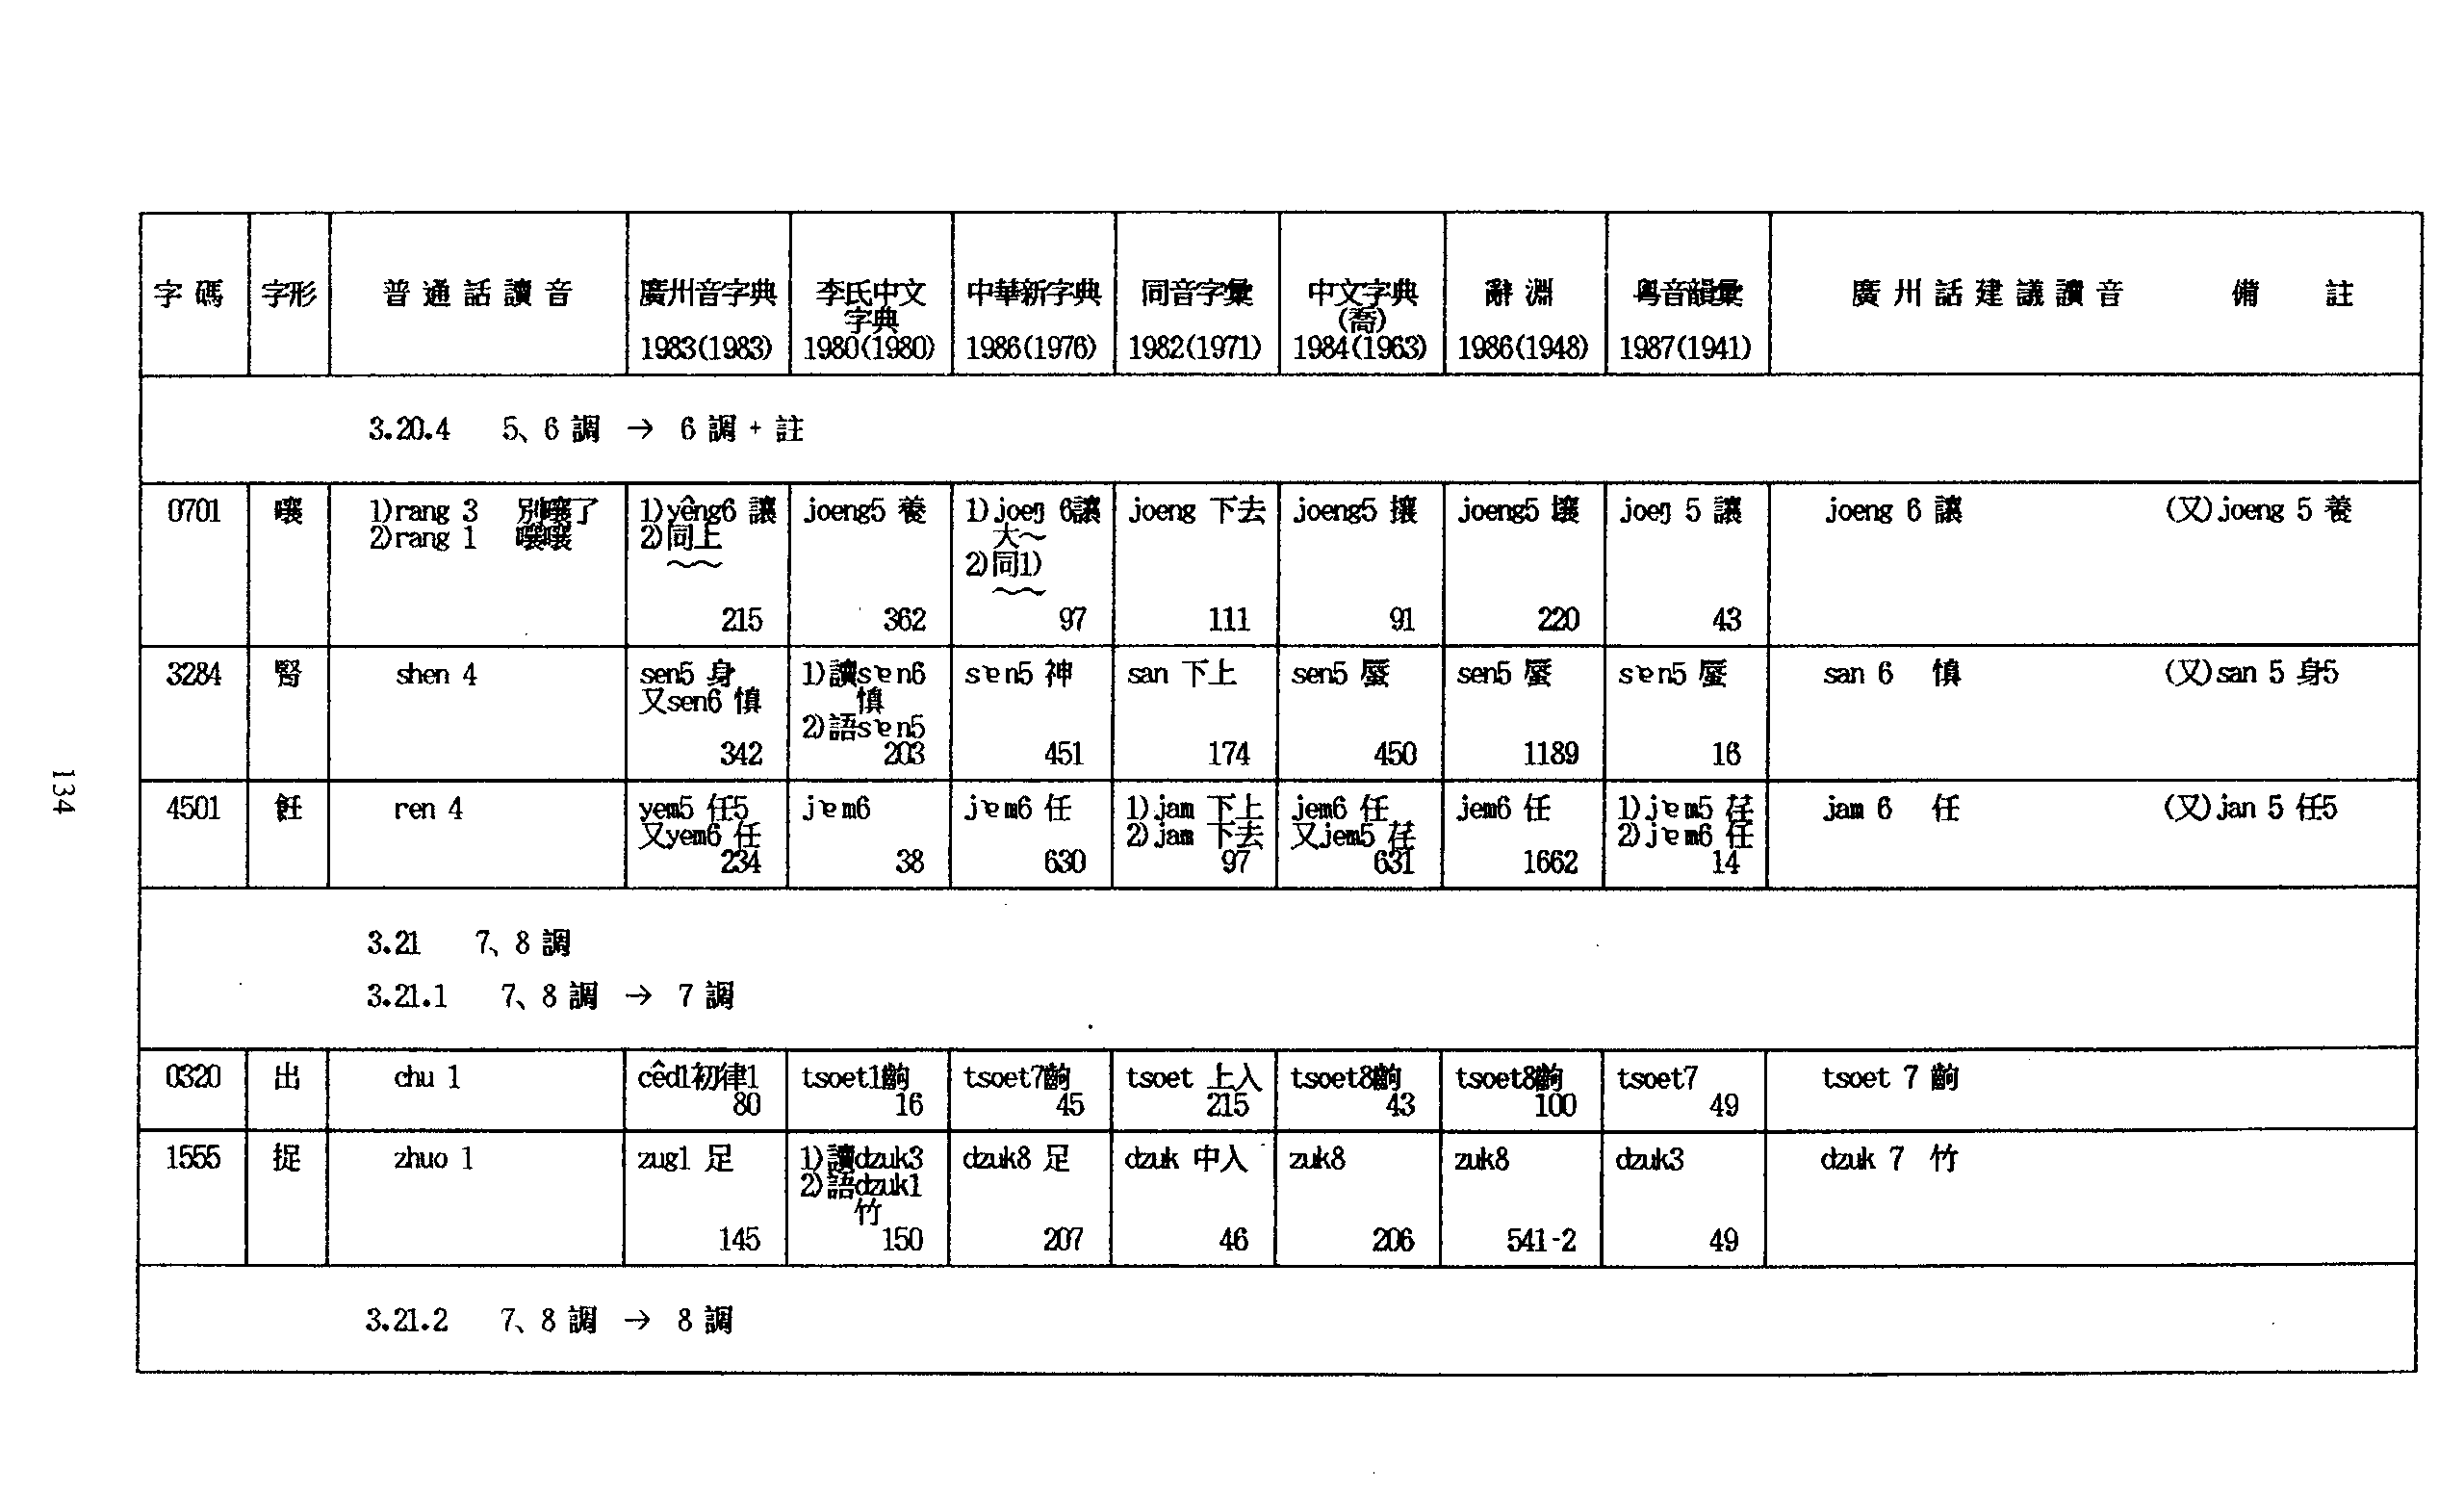 字碼 字形 普通話讀音 廣州音字典 李氏中文 中華新字典 同音字彙 中文字典 辭淵 粵音韻彙 廣州話建議讀音 備註
字典 (喬)
1983(1983) 1980(1980) 1986(1976) 1982(1971) 1984(1963) 1986(1948) 1987(1941)
3.20.4 5、6 調 → 6 調 + 註
0701 嚷 1)rang 3 別嚷了 1)yêng6 讓 joeng5 養 1)joeŋ 6讓 joeng 下去 joeng5 攘 joeng5 壤 joeŋ 5 讓 joeng 6 讓 (又)joeng 5 養
2)rang 1 嚷嚷 2)同上 大～
2)同1)
215 362 97 111 91 220 43
3284 腎 shen 4 sen5 身 1)讀sɐn6 sɐn5 神 san 下上 sen5 蜃 sen5 蜃 sɐn5 蜃 san 6 慎 (又)san 5 身5
又sen6 慎 慎
2)語sɐn5
342 203 451 174 450 1189 16
4501 飪 ren 4 yem5 任5 jɐm6 jɐm6 任 1)jam 下上 jem6 任 jem6 任 1)jɐm5 荏 jam 6 任 (又)jan 5 任5
又yem6 任 2)jam 下去 又jem5 荏 2)jɐm6 任
234 38 630 97 631 1662 14
3.21 7、8 調
3.21.1 7、8 調 → 7 調
0320 出 chu 1 cêd1初律1 tsoet1齣 tsoet7齣 tsoet 上入 tsoet8齣 tsoet8齣 tsoet7 tsoet 7 齣
80 16 45 215 43 100 49
1555 捉 zhuo 1 zug1 足 1)讀dzuk3 dzuk8 足 dzuk 中入 zuk8 zuk8 dzuk3 dzuk 7 竹
2)語dzuk1
竹
145 150 207 46 206 541-2 49
3.21.2 7、8 調 → 8 調
134